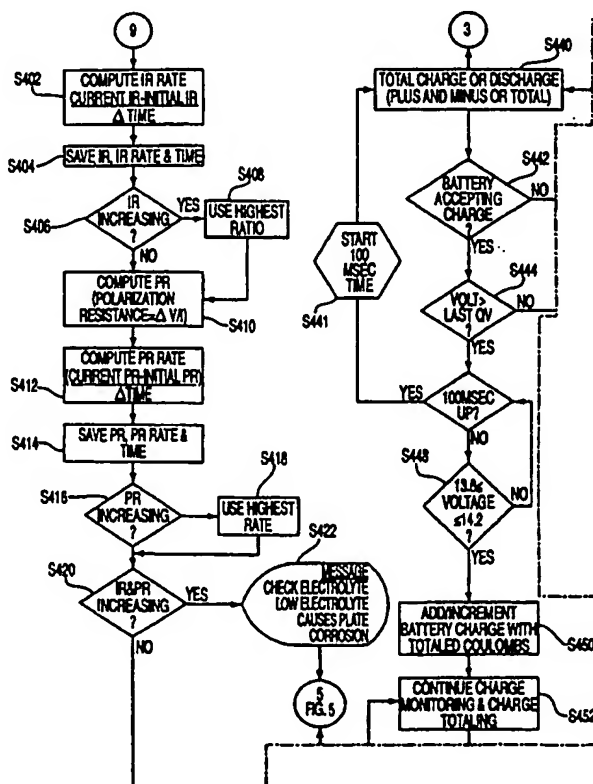 9
S402
COMPUTE IR RATE
CURRENT IR-INITIAL IR
Δ TIME
S404
SAVE IR, IR RATE & TIME
S406
IR
INCREASING
?
YES
NO
S408
USE HIGHEST
RATIO
COMPUTE PR
(POLARIZATION
RESISTANCE=Δ V/I)
S410
S412
COMPUTE PR RATE
(CURRENT PR-INITIAL PR)
Δ TIME
S414
SAVE PR, PR RATE &
TIME
S416
PR
INCREASING
?
S418
USE HIGHEST
RATE
S420
IR&PR
INCREASING
?
YES
NO
S422
MESSAGE
CHECK ELECTROLYTE
LOW ELECTROLYTE
CAUSES PLATE
CORROSION
5
FIG. 5
3
S440
TOTAL CHARGE OR DISCHARGE
(PLUS AND MINUS OR TOTAL)
S442
BATTERY
ACCEPTING
CHARGE
?
NO
YES
START
100
MSEC
TIME
S441
S444
VOLT>
LAST QV
?
NO
YES
100MSEC
UP?
YES
NO
S448
13.8≤
VOLTAGE
≤14.2
?
NO
YES
ADD/INCREMENT
BATTERY CHARGE WITH
TOTALED COULOMBS
S450
CONTINUE CHARGE
MONITORING & CHARGE
TOTALING
S452